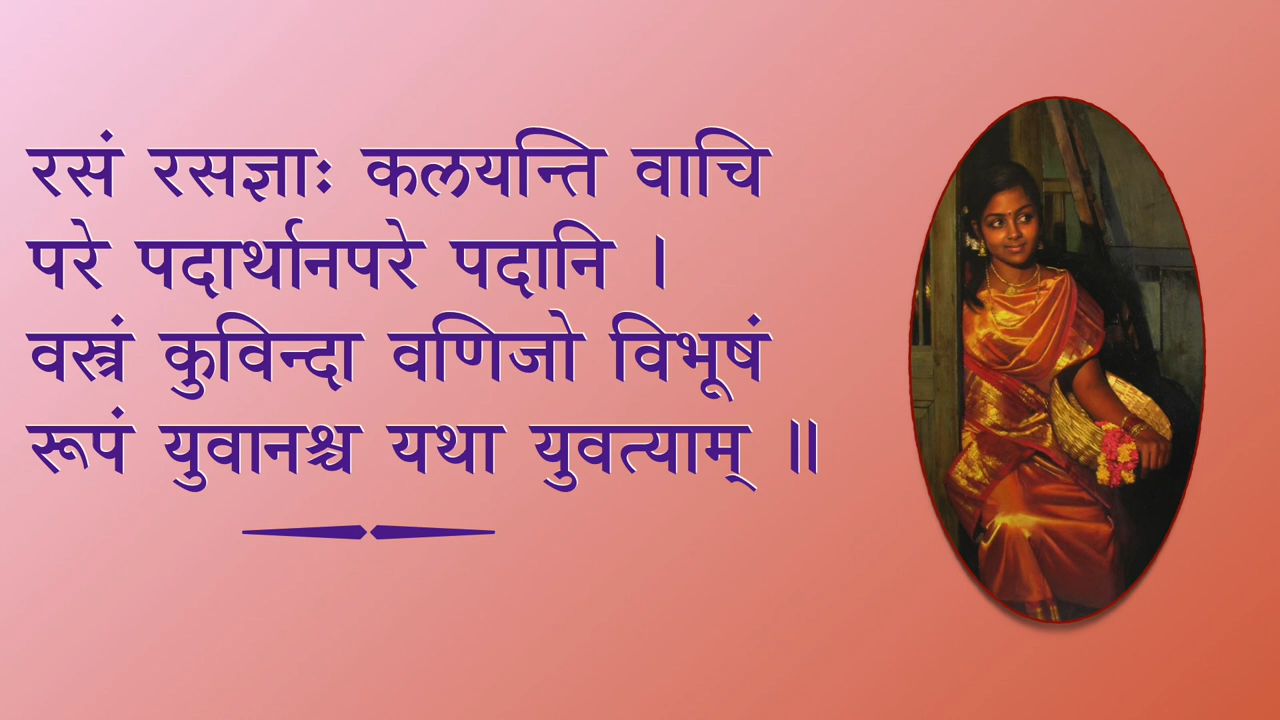 रसं रसज्ञाः कलयन्ति वाचि
परे पदार्थानपरे पदानि ।
वस्त्रं कुविन्दा वणिजो विभूषं
रूपं युवानश्च यथा युवत्याम् ॥